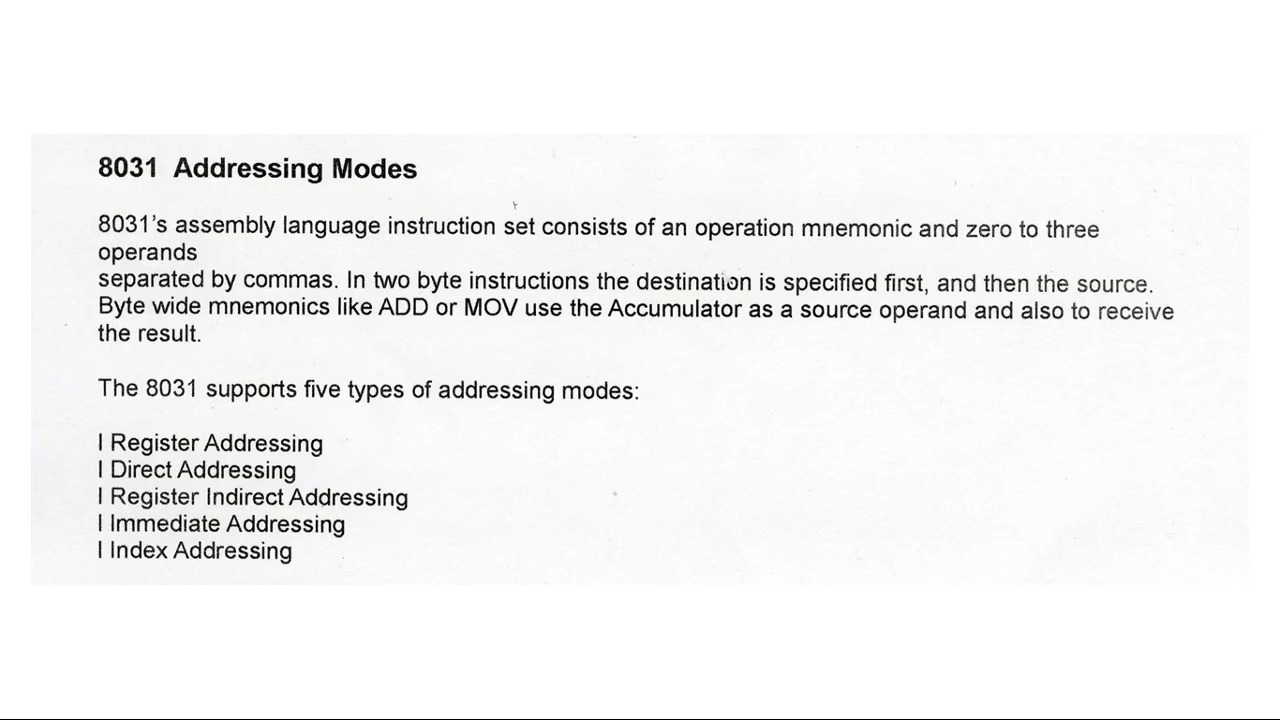 8031 Addressing Modes
8031's assembly language instruction set consists of an operation mnemonic and zero to three
operands
separated by commas. In two byte instructions the destination is specified first, and then the source.
Byte wide mnemonics like ADD or MOV use the Accumulator as a source operand and also to receive
the result.
The 8031 supports five types of addressing modes:
l Register Addressing
l Direct Addressing
l Register Indirect Addressing
l Immediate Addressing
l Index Addressing